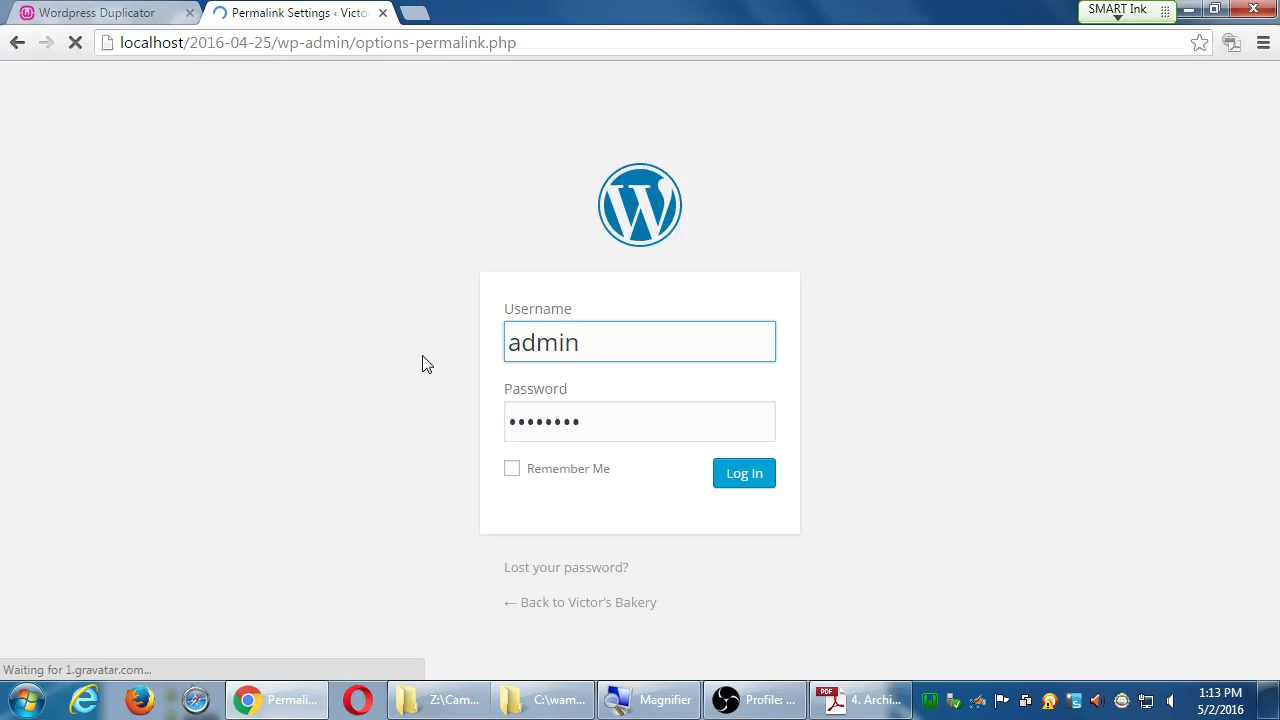 Wordpress Duplicator
Permalink Settings ‹ Victo
SMART Ink
localhost/2016-04-25/wp-admin/options-permalink.php
Username
admin
Password
Remember Me
Log In
Lost your password?
← Back to Victor's Bakery
Waiting for 1.gravatar.com...
Permali...
Z:\Cam...
C:\wam...
Magnifier
Profile: ...
PDF
4. Archi...
1:13 PM
5/2/2016